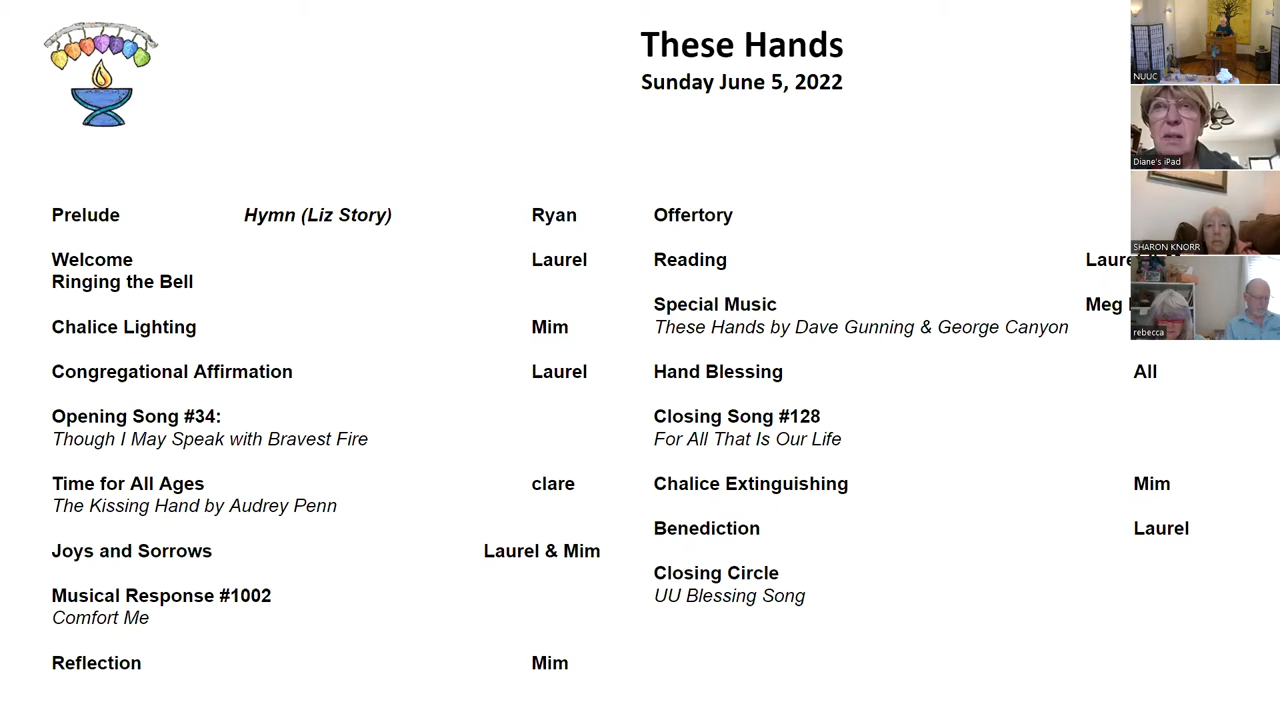 These Hands
Sunday June 5, 2022
Prelude Hymn (Liz Story) Ryan
Welcome Laurel
Ringing the Bell
Chalice Lighting Mim
Congregational Affirmation Laurel
Opening Song #34:
Though I May Speak with Bravest Fire
Time for All Ages clare
The Kissing Hand by Audrey Penn
Joys and Sorrows Laurel & Mim
Musical Response #1002
Comfort Me
Reflection Mim
Offertory
Reading
Special Music Meg
These Hands by Dave Gunning & George Canyon
Hand Blessing All
Closing Song #128
For All That Is Our Life
Chalice Extinguishing Mim
Benediction Laurel
Closing Circle
UU Blessing Song
NUUC
Diane's iPad
SHARON KNORR
rebecca